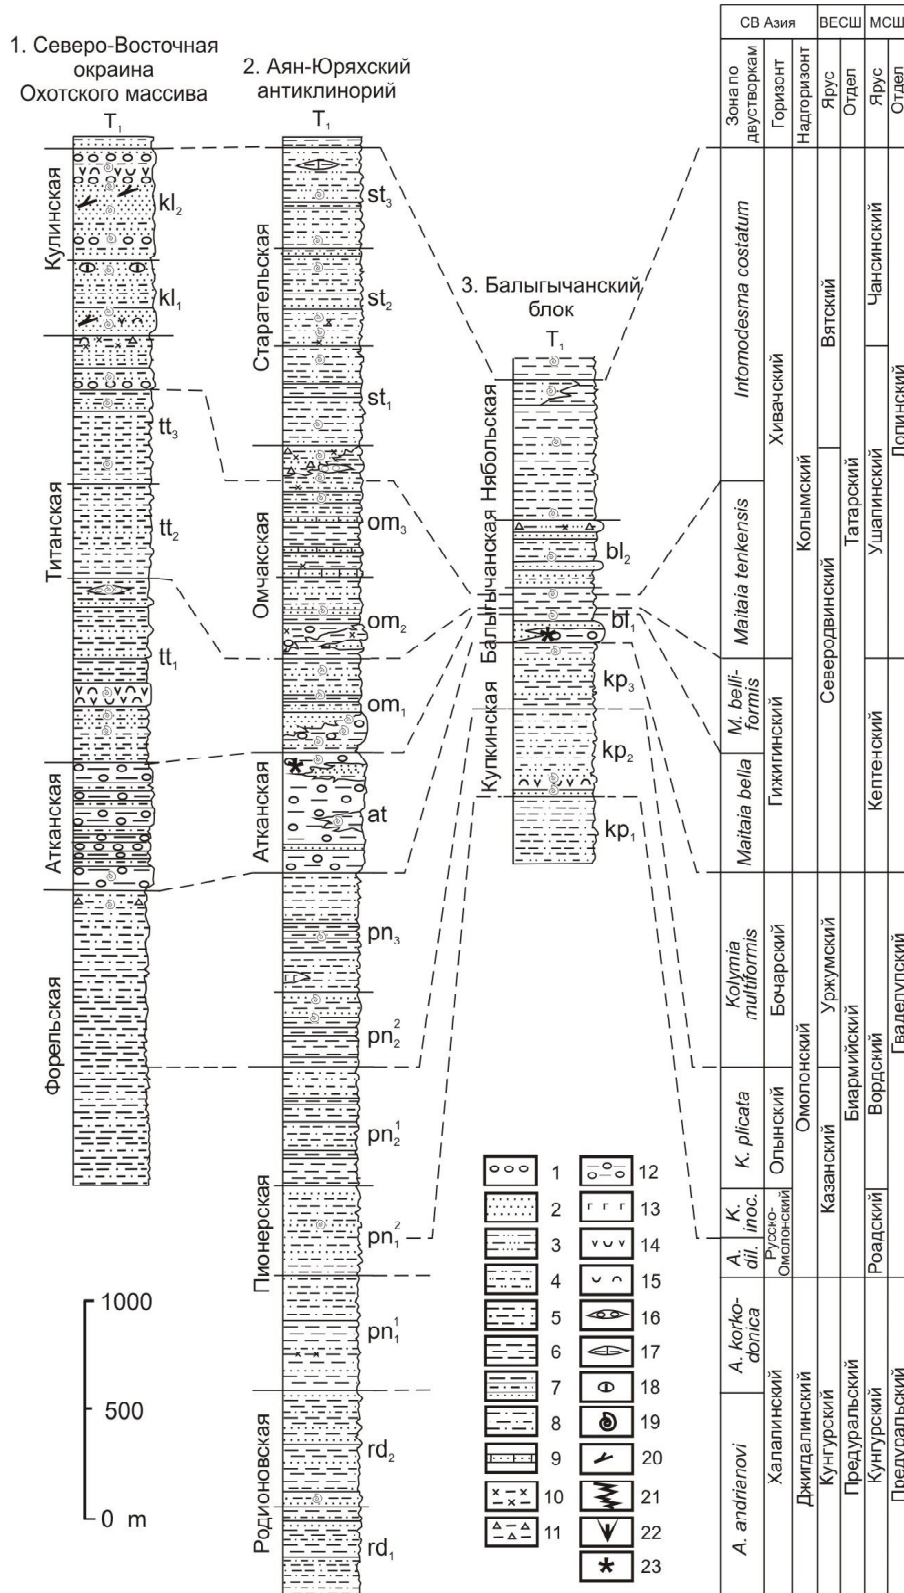 1. Северо-Восточная
окраина
Охотского массива
T₁
Кулинская
kl₂
kl₁
Титанская
tt₃
tt₂
tt₁
Атканская
Форельская
2. Аян-Юряхский
антиклинорий
T₁
Старательская
st₃
st₂
st₁
Омчакская
om₃
om₂
om₁
Атканская
at
Пионерская
pn₃
pn₂²
pn₂¹
pn₁²
pn₁¹
Родионовская
rd₂
rd₁
3. Балыгычанский
блок
T₁
Нябольская
Балыгычанская
bl₂
bl₁
Купкинская
kp₃
kp₂
kp₁
1000
500
0 m
1
2
3
4
5
6
7
8
9
10
11
12
13
14
15
16
17
18
19
20
21
22
23
СВ Азия
ВЕСШ
МСШ
Зона по
двустворкам
Горизонт
Надгоризонт
Ярус
Отдел
Ярус
Отдел
Intomodesma costatum
Maitaia tenkensis
M. belli-
formis
Maitaia bella
Kolymia
multiformis
K. plicata
K.
inoc.
A.
dil.
A. korko-
donica
A. andrianovi
Хивачский
Гижигинский
Бочарский
Олынский
Русско-
Омолонский
Халалинский
Колымский
Омолонский
Джигдалинский
Вятский
Северодвинский
Уржумский
Казанский
Кунгурский
Татарский
Биармийский
Предуральский
Чансинский
Ушапинский
Кептенский
Вордский
Роадский
Кунгурский
Лопинский
Гваделупский
Предуральский